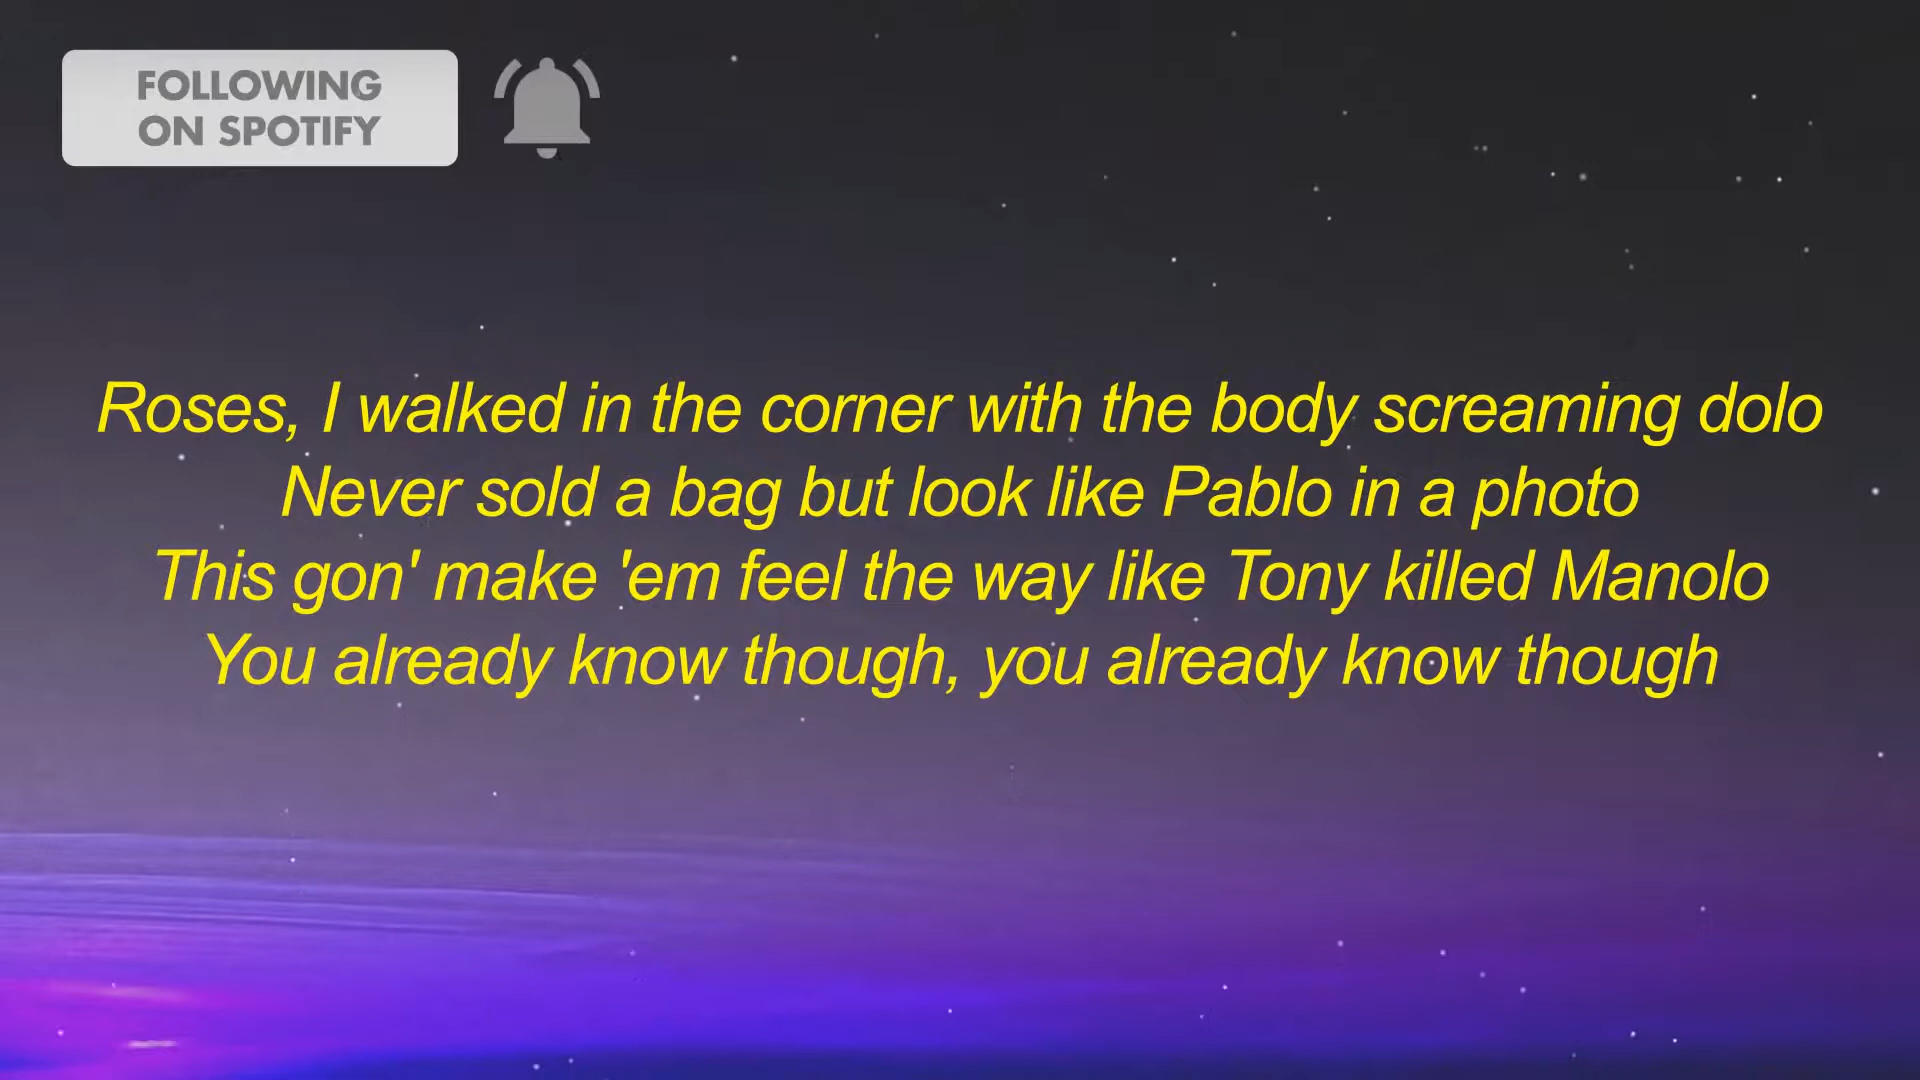 FOLLOWING
ON SPOTIFY
Roses, I walked in the corner with the body screaming dolo
Never sold a bag but look like Pablo in a photo
This gon' make 'em feel the way like Tony killed Manolo
You already know though, you already know though